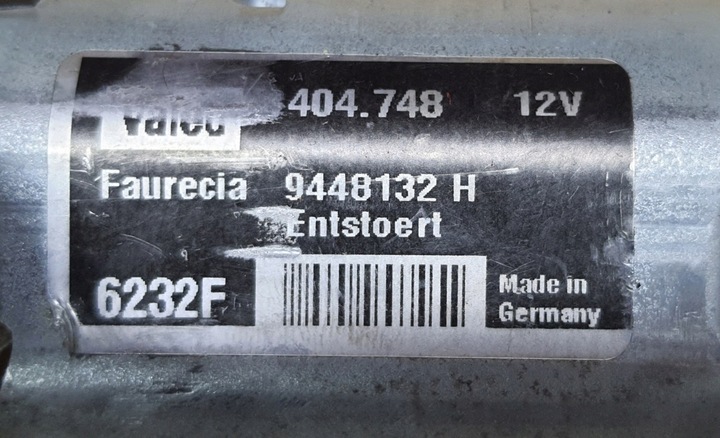 Valeo 404.748 12V
Faurecia 9448132 H
Entstoert
6232F
Made in
Germany